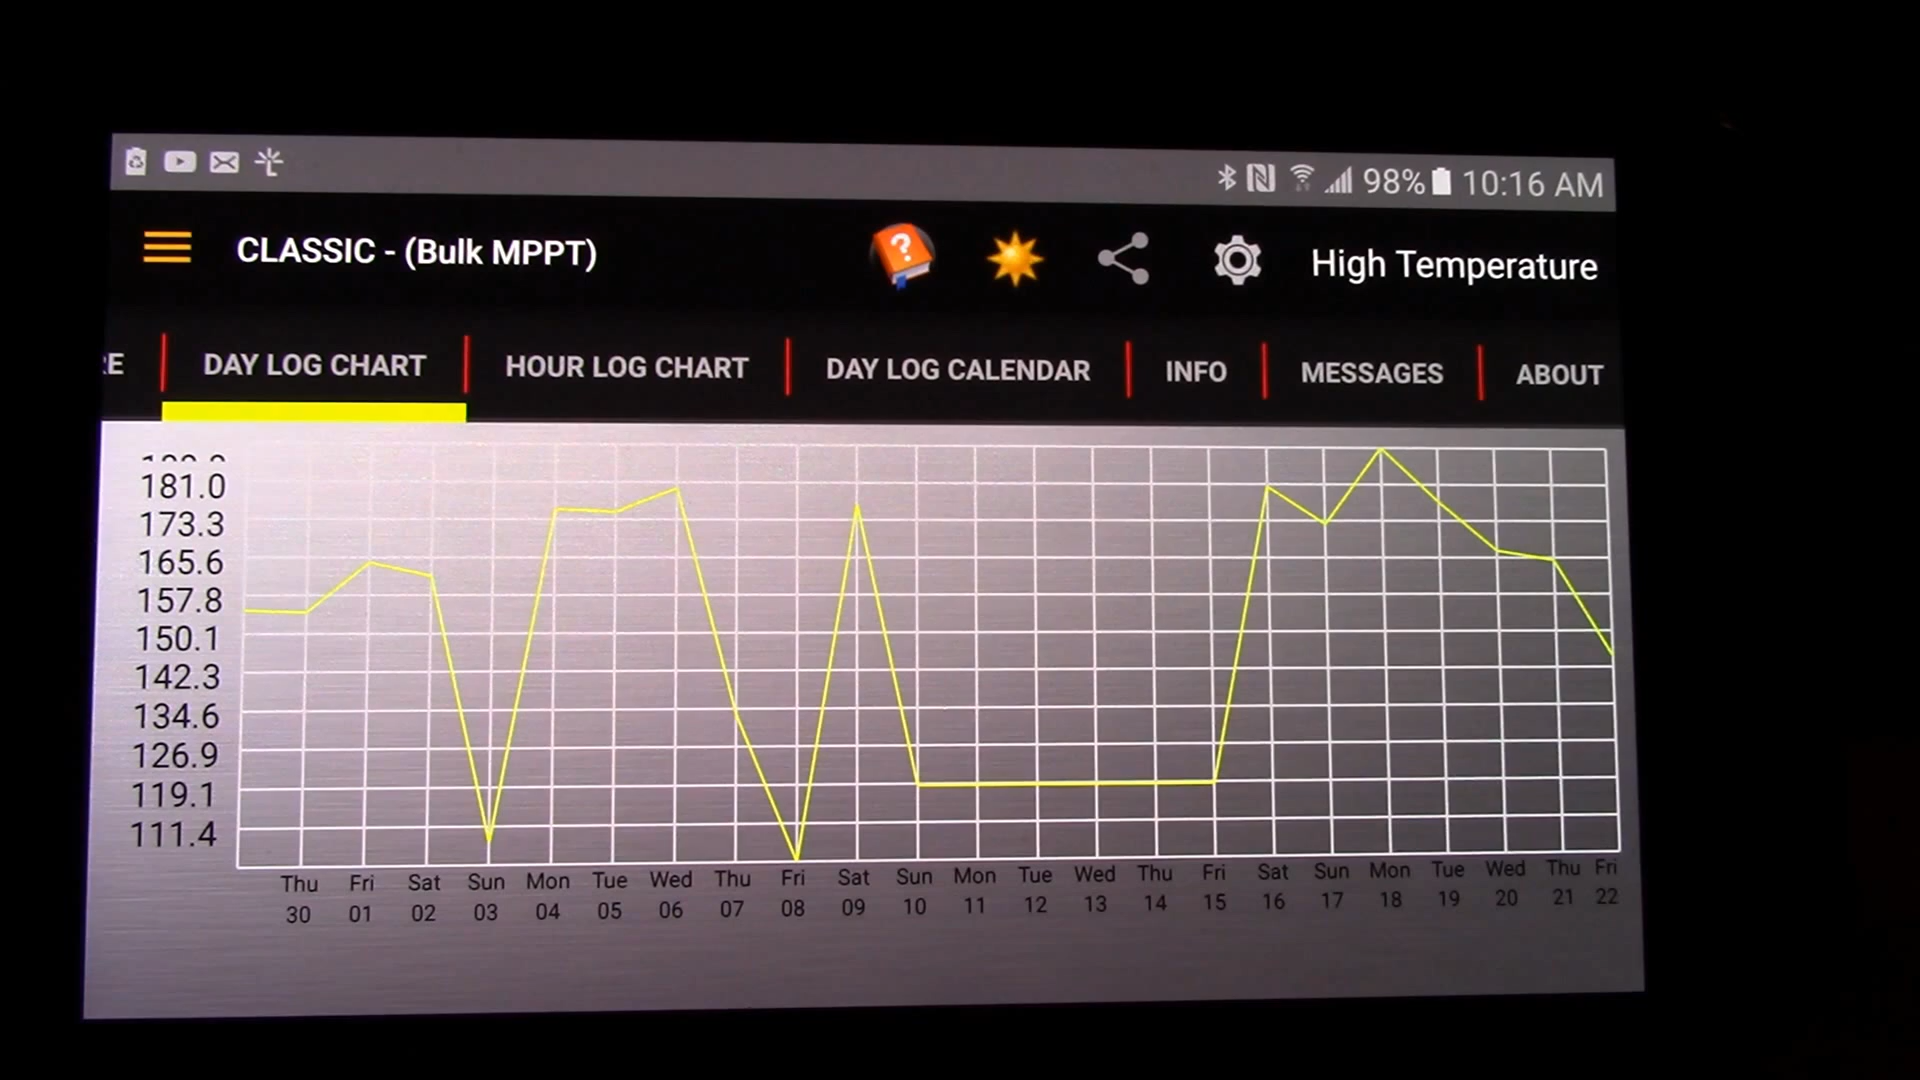 98% 10:16 AM
CLASSIC - (Bulk MPPT)
?
High Temperature
RE DAY LOG CHART HOUR LOG CHART DAY LOG CALENDAR INFO MESSAGES ABOUT
181.0
173.3
165.6
157.8
150.1
142.3
134.6
126.9
119.1
111.4
Thu Fri Sat Sun Mon Tue Wed Thu Fri Sat Sun Mon Tue Wed Thu Fri Sat Sun Mon Tue Wed Thu Fri
30 01 02 03 04 05 06 07 08 09 10 11 12 13 14 15 16 17 18 19 20 21 22